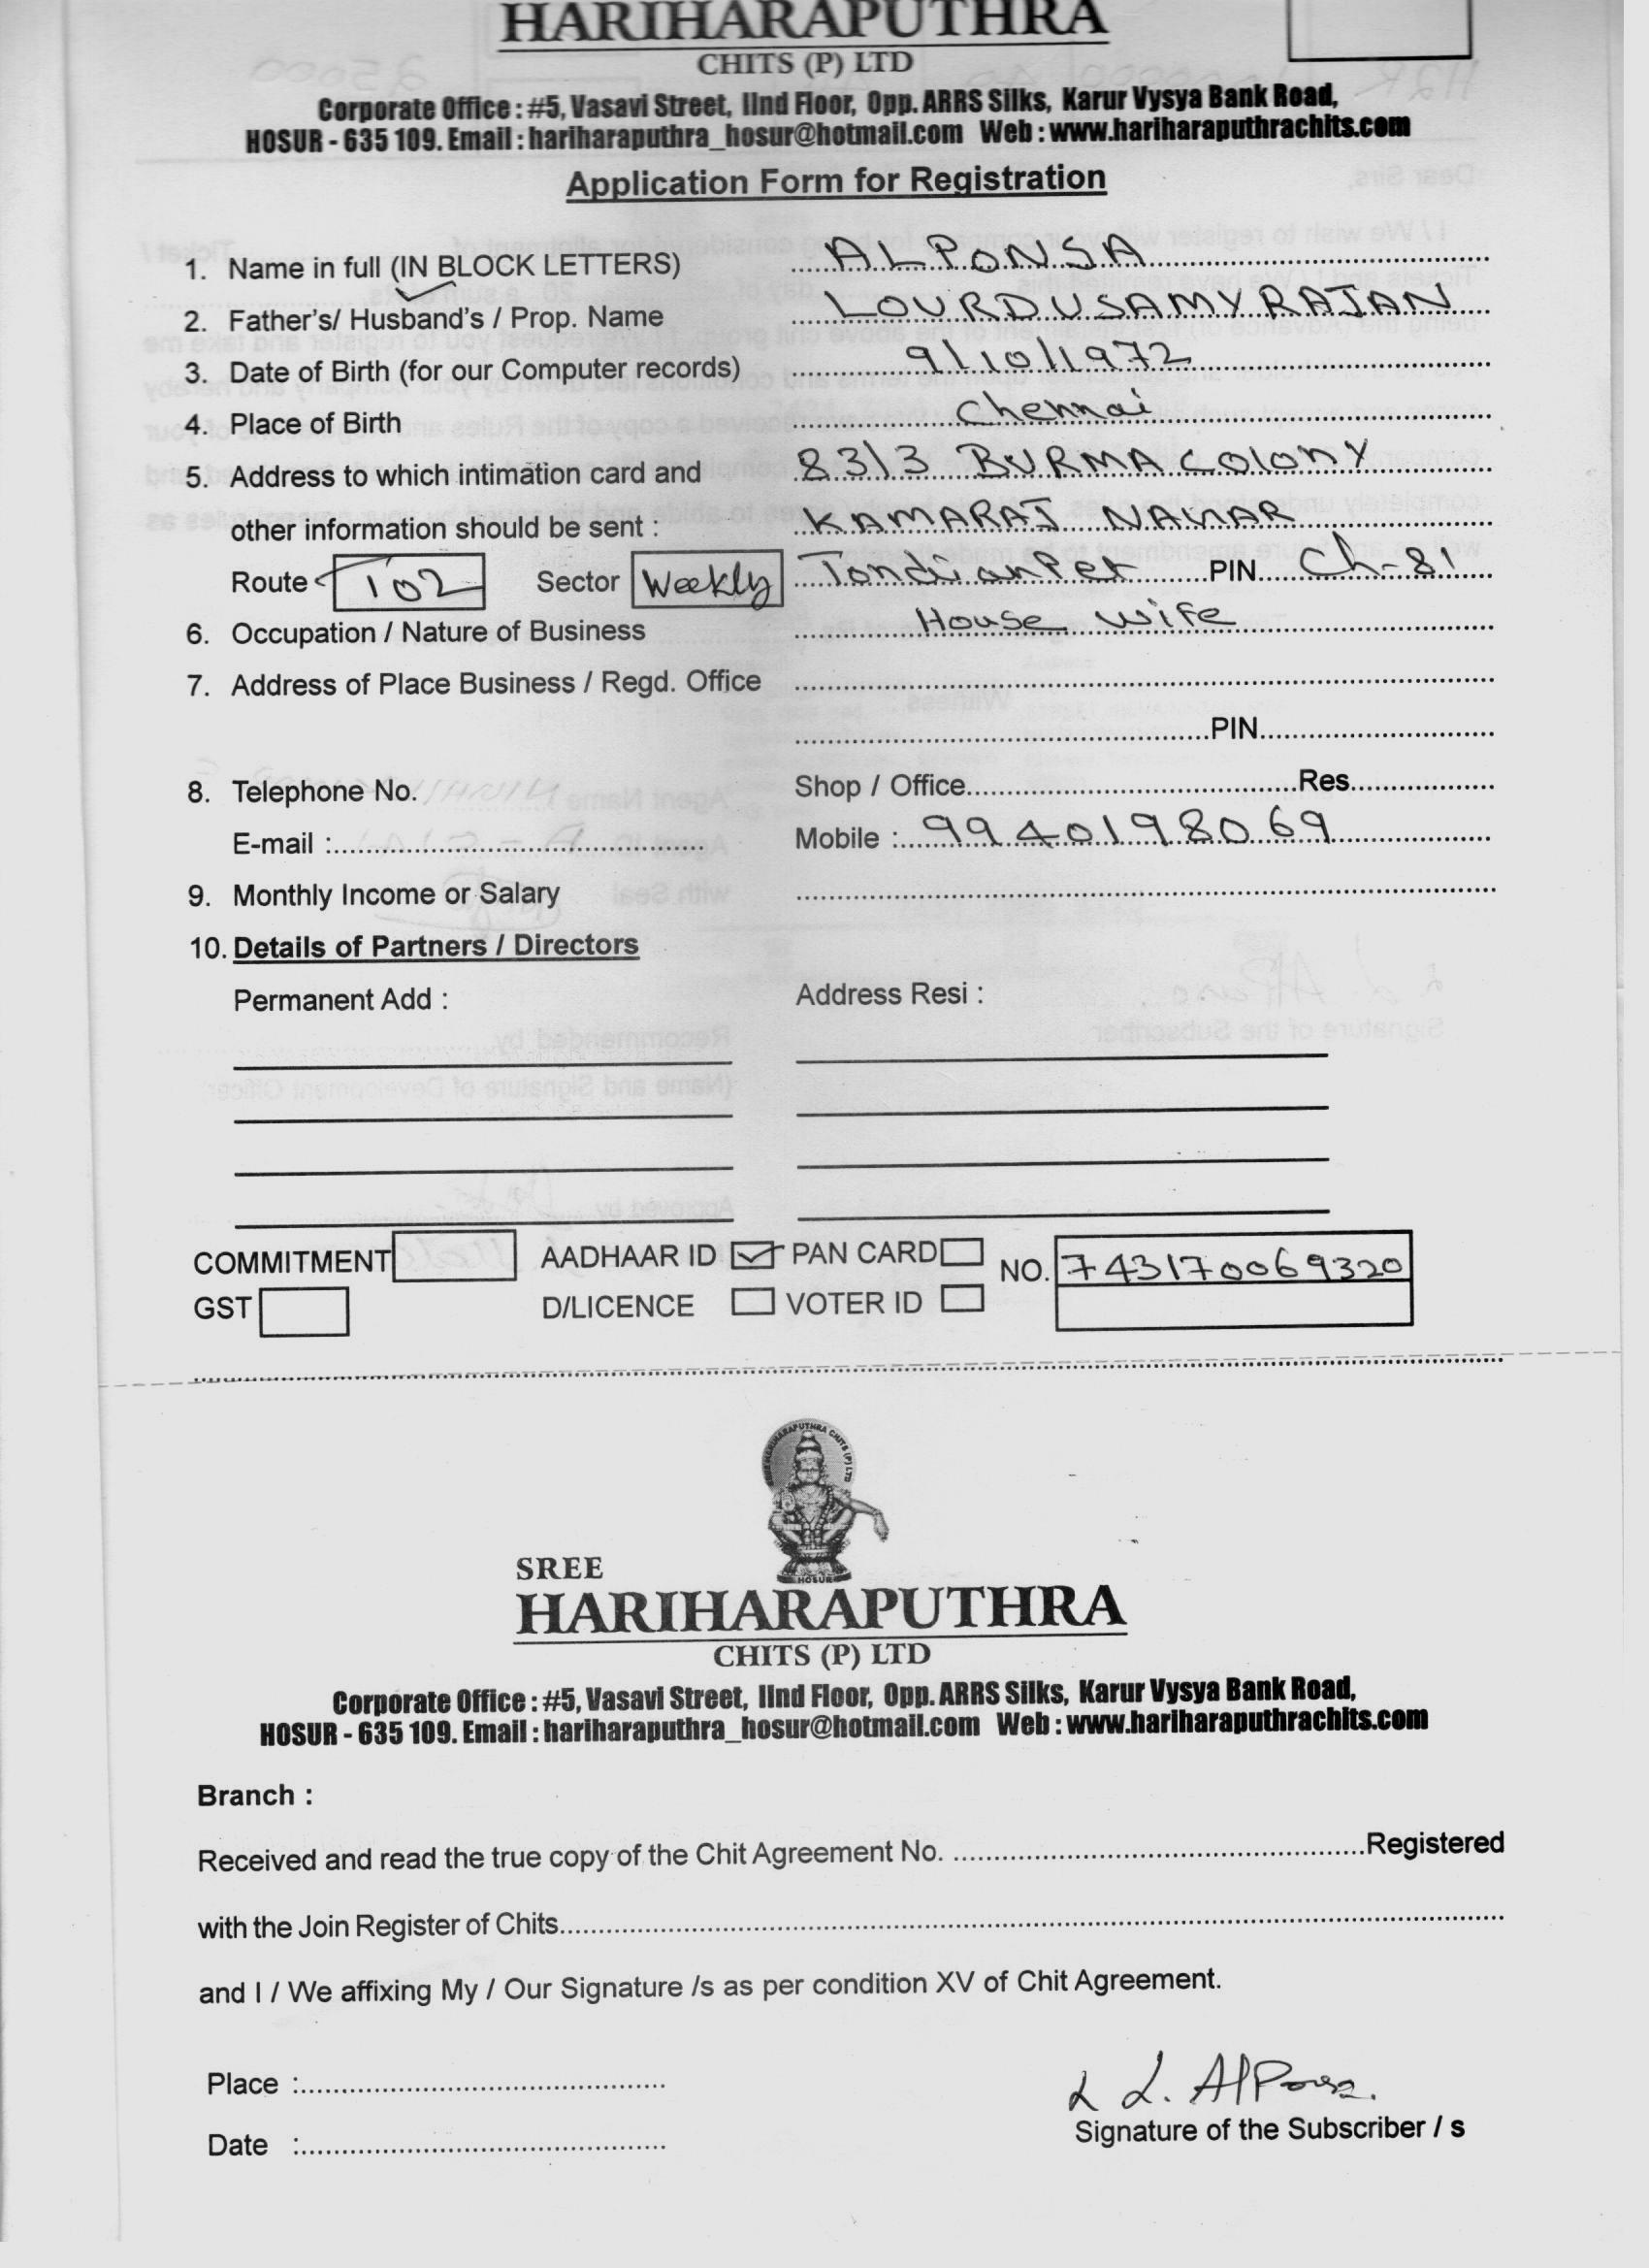 HARIHARAPUTHRA
CHITS (P) LTD
Corporate Office : #5, Vasavi Street, IInd Floor, Opp. ARRS Silks, Karur Vysya Bank Road,
HOSUR - 635 109. Email : hariharaputhra_hosur@hotmail.com Web : www.hariharaputhrachits.com
Application Form for Registration
1. Name in full (IN BLOCK LETTERS) ALPONSA
2. Father's/ Husband's / Prop. Name LOURDUSAMY RAJAN
3. Date of Birth (for our Computer records) 9/10/1972
4. Place of Birth Chennai
5. Address to which intimation card and 83/3 BURMA COLONY
other information should be sent : KAMARAJ NAGAR
Route 102 Sector Weekly Tondiarpet PIN Ch-81
6. Occupation / Nature of Business House wife
7. Address of Place Business / Regd. Office
PIN
8. Telephone No. Shop / Office Res
E-mail : Mobile : 9940198069
9. Monthly Income or Salary
10. Details of Partners / Directors
Permanent Add : Address Resi :
COMMITMENT AADHAAR ID PAN CARD NO. 743170069320
GST D/LICENCE VOTER ID
SREE
HARIHARAPUTHRA
CHITS (P) LTD
Corporate Office : #5, Vasavi Street, IInd Floor, Opp. ARRS Silks, Karur Vysya Bank Road,
HOSUR - 635 109. Email : hariharaputhra_hosur@hotmail.com Web : www.hariharaputhrachits.com
Branch :
Received and read the true copy of the Chit Agreement No. Registered
with the Join Register of Chits
and I / We affixing My / Our Signature /s as per condition XV of Chit Agreement.
Place :
L. Alponsa.
Signature of the Subscriber / s
Date :